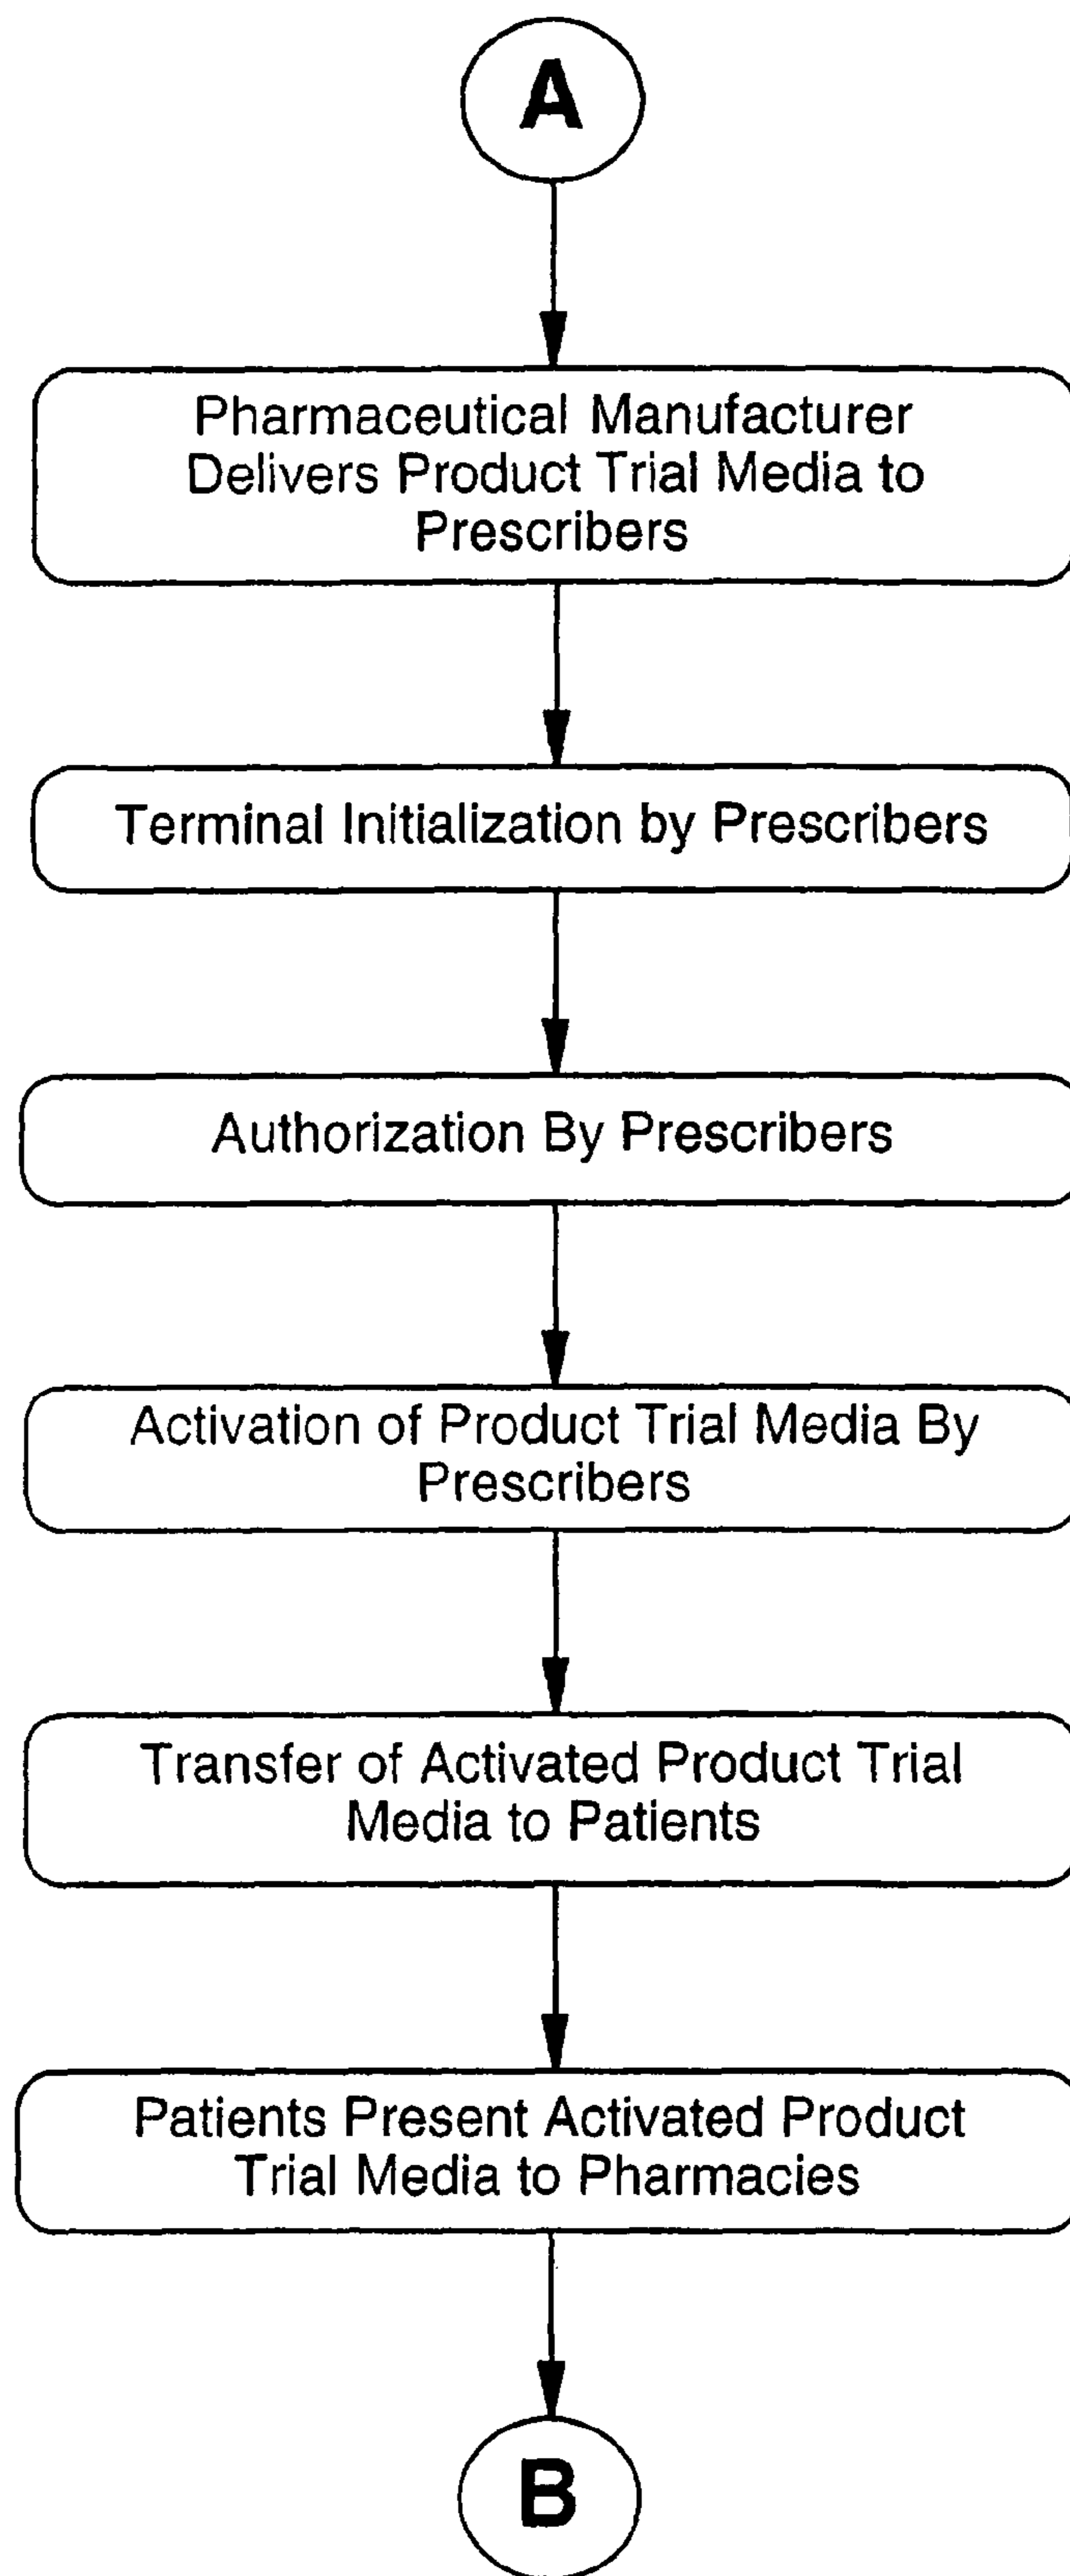 A
Pharmaceutical Manufacturer
Delivers Product Trial Media to
Prescribers
Terminal Initialization by Prescribers
Authorization By Prescribers
Activation of Product Trial Media By
Prescribers
Transfer of Activated Product Trial
Media to Patients
Patients Present Activated Product
Trial Media to Pharmacies
B